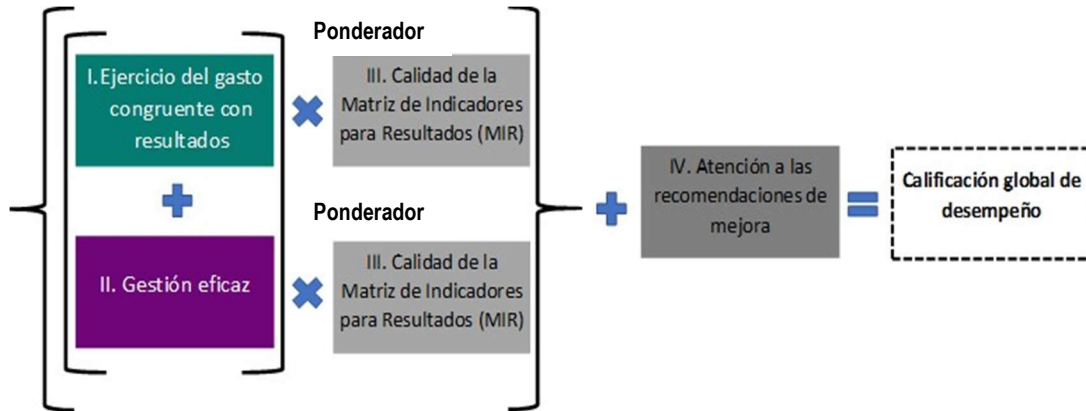 Ponderador
I. Ejercicio del gasto
congruente con
resultados
III. Calidad de la
Matriz de Indicadores
para Resultados (MIR)
Ponderador
II. Gestión eficaz
III. Calidad de la
Matriz de Indicadores
para Resultados (MIR)
IV. Atención a las
recomendaciones de
mejora
Calificación global de
desempeño